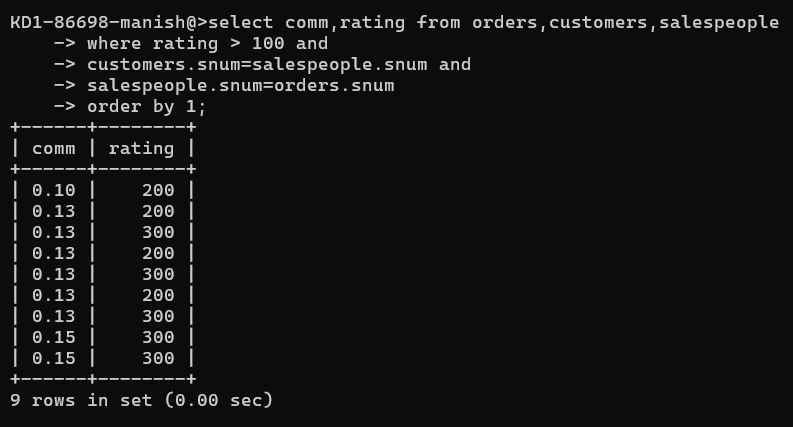 KD1-86698-manish@>select comm,rating from orders,customers,salespeople
    -> where rating > 100 and
    -> customers.snum=salespeople.snum and
    -> salespeople.snum=orders.snum
    -> order by 1;
+------+--------+
| comm | rating |
+------+--------+
| 0.10 |    200 |
| 0.13 |    200 |
| 0.13 |    300 |
| 0.13 |    200 |
| 0.13 |    300 |
| 0.13 |    200 |
| 0.13 |    300 |
| 0.15 |    300 |
| 0.15 |    300 |
+------+--------+
9 rows in set (0.00 sec)